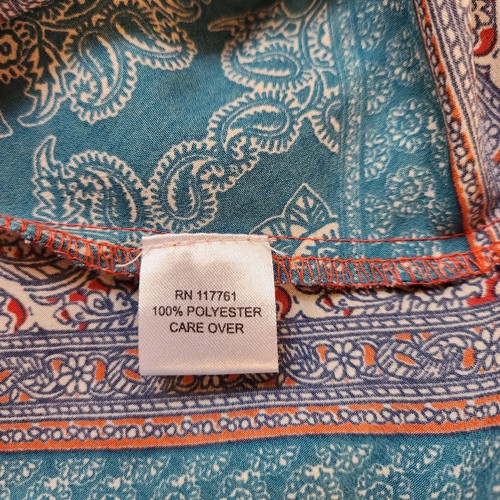 RN 117761
100% POLYESTER
CARE OVER